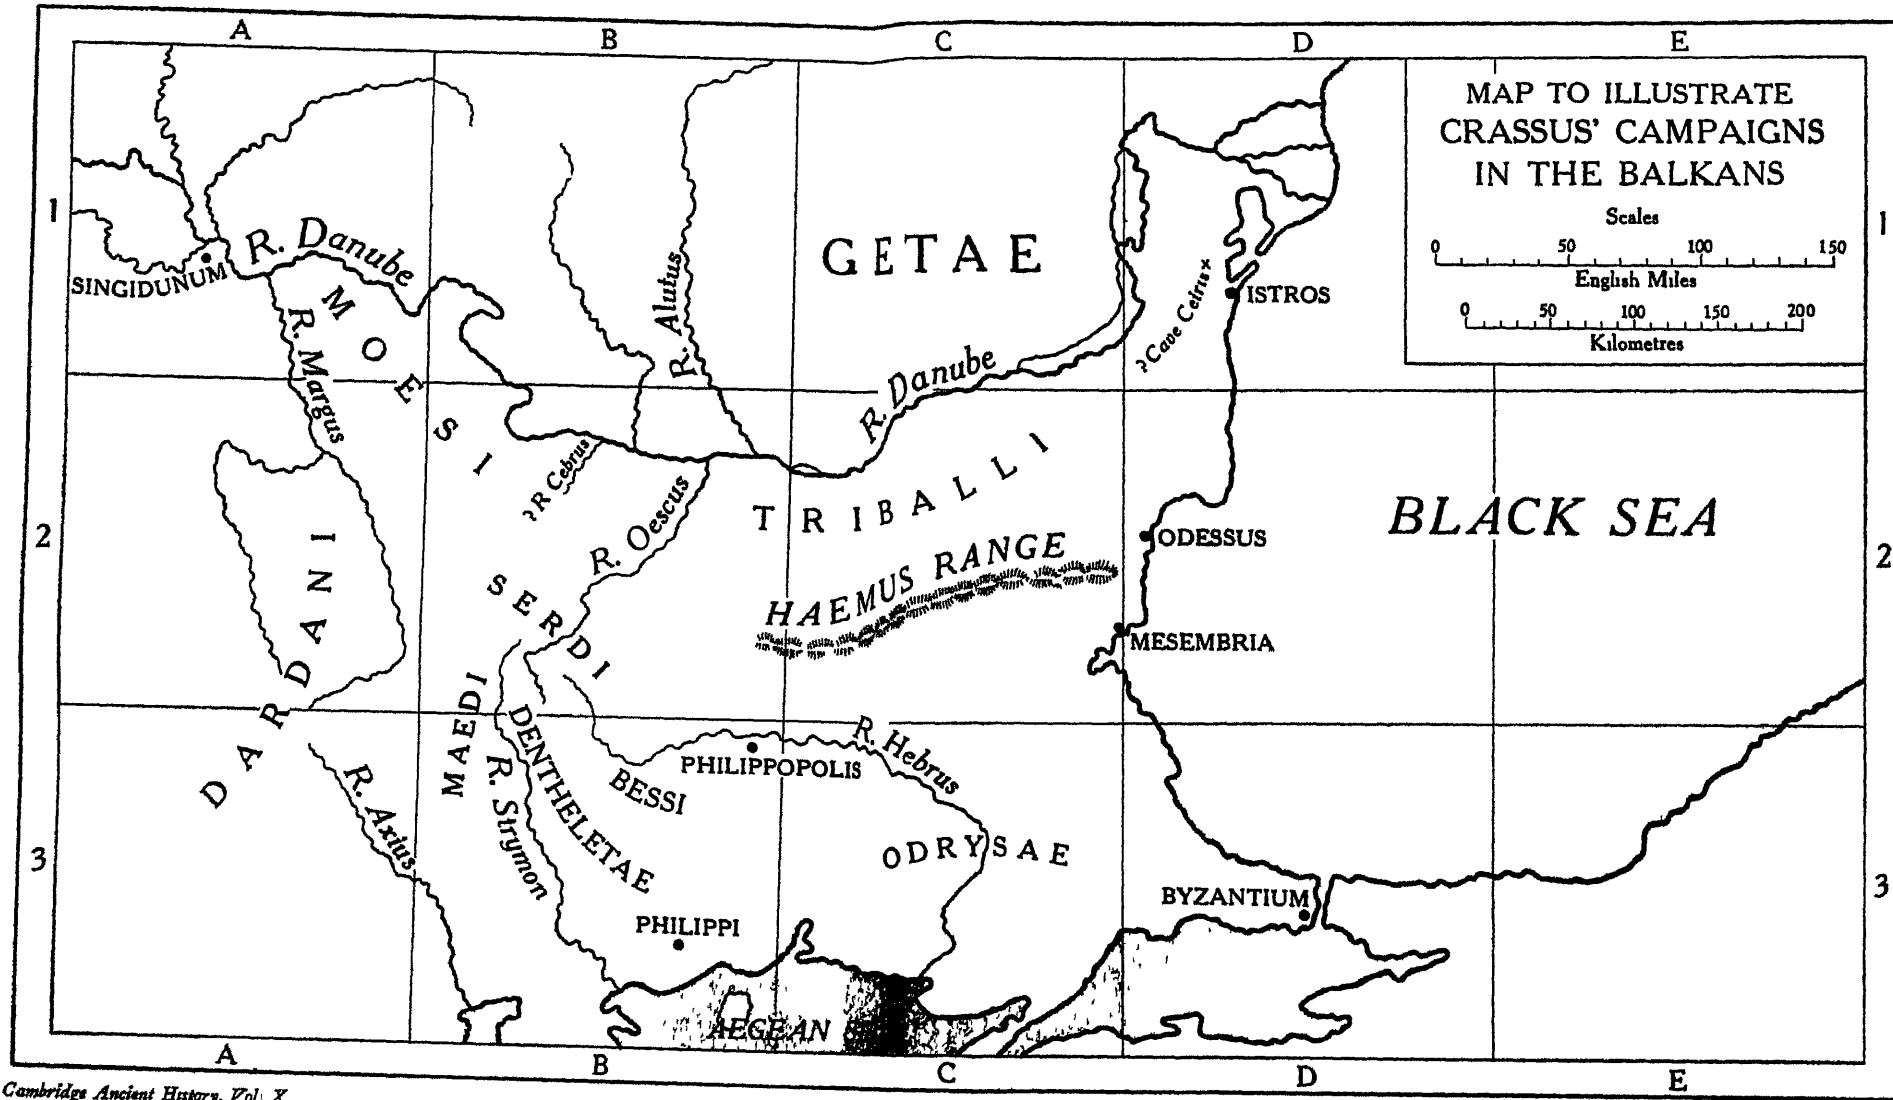 A B C D E
MAP TO ILLUSTRATE
CRASSUS' CAMPAIGNS
IN THE BALKANS
Scales
0 50 100 150
English Miles
0 50 100 150 200
Kilometres
1 1
R. Danube
SINGIDUNUM
MOESI
R. Margus
R. Alutus
GETAE
?Cave Ceiris×
ISTROS
R. Danube
2 2
?R Cebrus
R. Oescus
TRIBALLI
BLACK SEA
ODESSUS
HAEMUS RANGE
SERDI
MESEMBRIA
DARDANI
MAEDI
DENTHELETAE
R. Strymon
R. Axius
BESSI
PHILIPPOPOLIS
R. Hebrus
ODRYSAE
3 3
BYZANTIUM
PHILIPPI
AEGEAN
A B C D E
Cambridge Ancient History, Vol. X